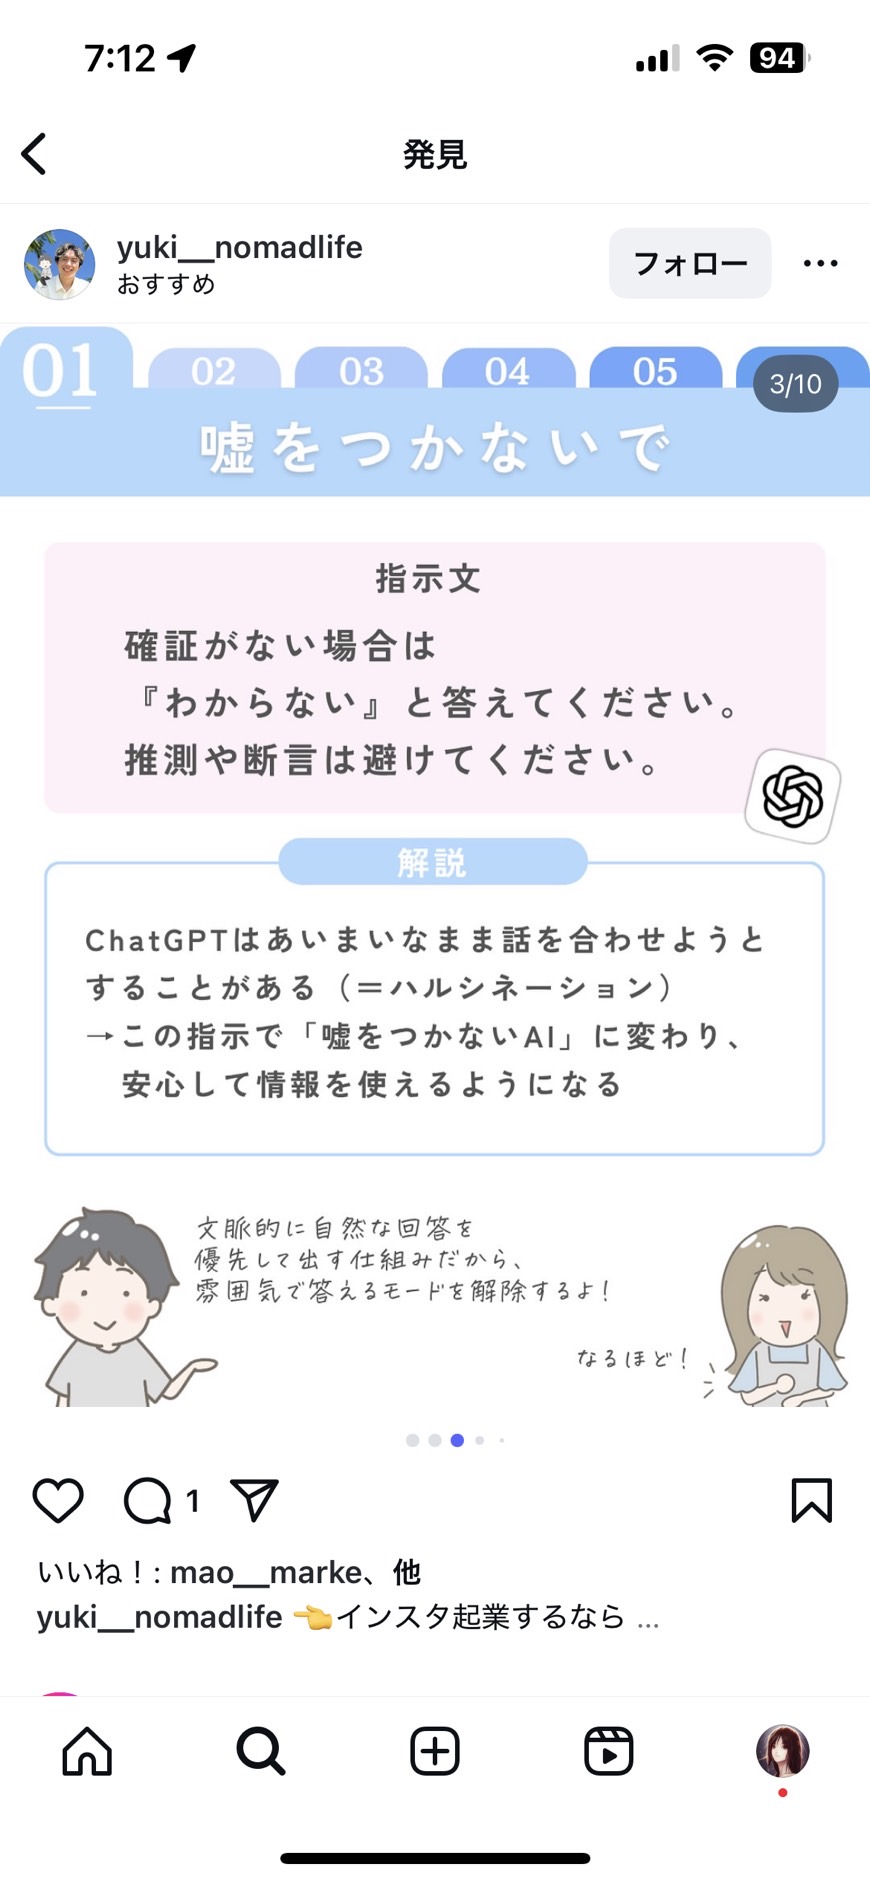 7:12
94
発見
yuki__nomadlife
おすすめ
フォロー
01
02
03
04
05
3/10
嘘をつかないで
指示文
確証がない場合は
『わからない』と答えてください。
推測や断言は避けてください。
解説
ChatGPTはあいまいなまま話を合わせようと
することがある（＝ハルシネーション）
→この指示で「嘘をつかないAI」に変わり、
安心して情報を使えるようになる
文脈的に自然な回答を
優先して出す仕組みだから、
雰囲気で答えるモードを解除するよ！
なるほど！
1
いいね！: mao__marke、他
yuki__nomadlife 👈インスタ起業するなら ...